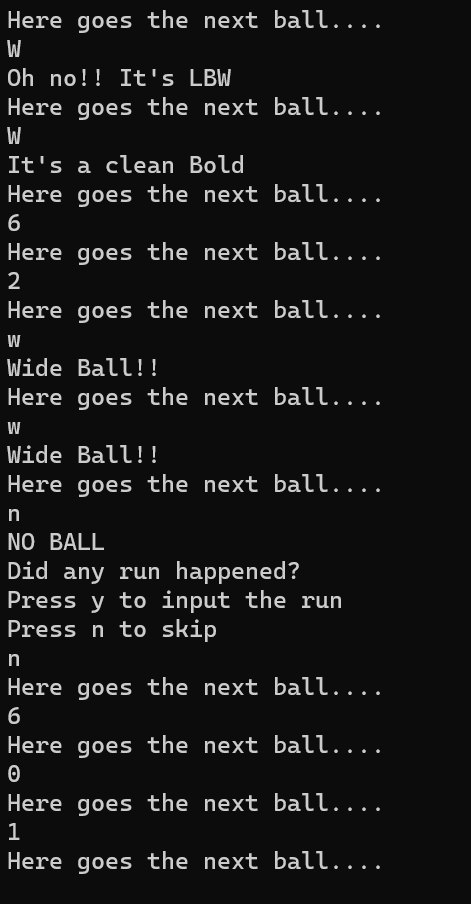 Here goes the next ball....
W
Oh no!! It's LBW
Here goes the next ball....
W
It's a clean Bold
Here goes the next ball....
6
Here goes the next ball....
2
Here goes the next ball....
w
Wide Ball!!
Here goes the next ball....
w
Wide Ball!!
Here goes the next ball....
n
NO BALL
Did any run happened?
Press y to input the run
Press n to skip
n
Here goes the next ball....
6
Here goes the next ball....
0
Here goes the next ball....
1
Here goes the next ball....